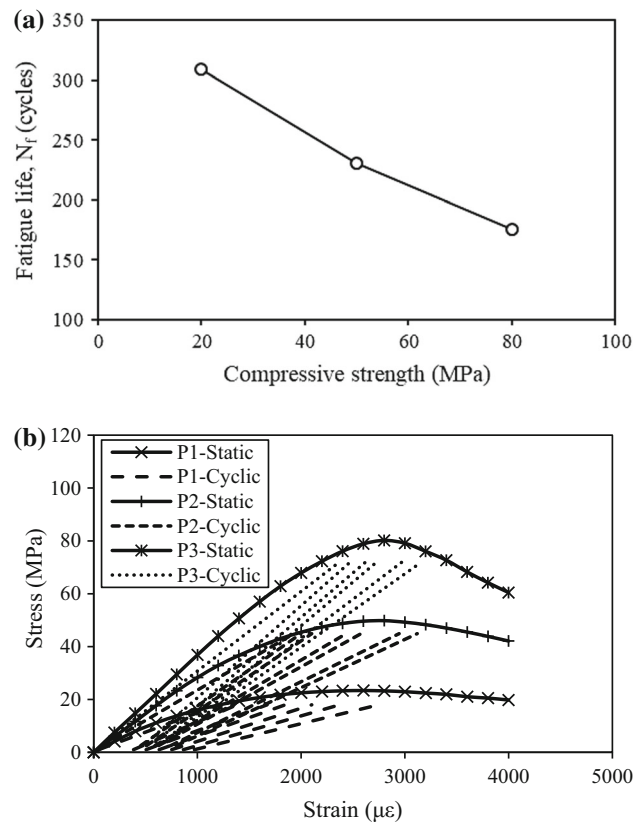 (a)
350
300
250
200
150
100
Fatigue life, Nf (cycles)
0 20 40 60 80 100
Compressive strength (MPa)
(b)
120
100
80
60
40
20
0
Stress (MPa)
P1-Static
P1-Cyclic
P2-Static
P2-Cyclic
P3-Static
P3-Cyclic
0 1000 2000 3000 4000 5000
Strain (με)